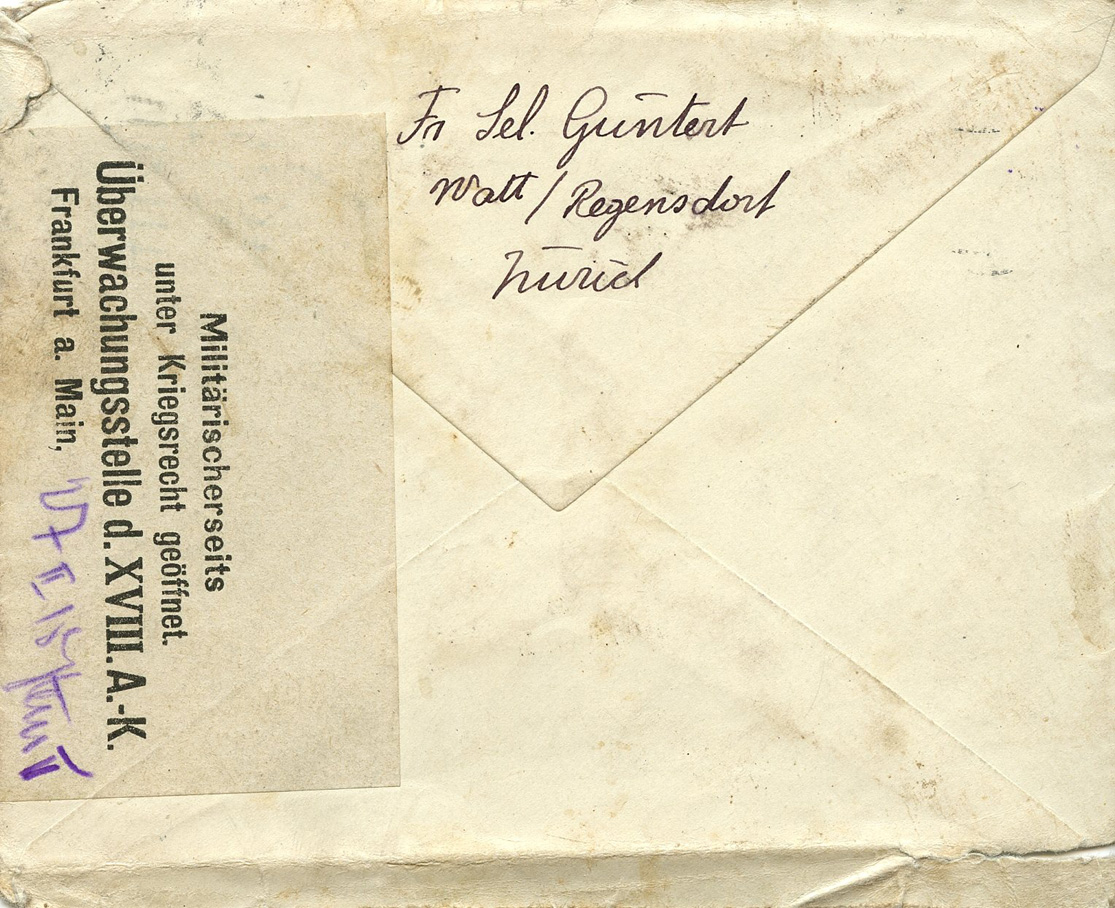 Fr Sel. Güntert
Watt / Regensdorf
Zürich
Militärischerseits
unter Kriegsrecht geöffnet.
Überwachungsstelle d. XVIII. A.-K.
Frankfurt a. Main,